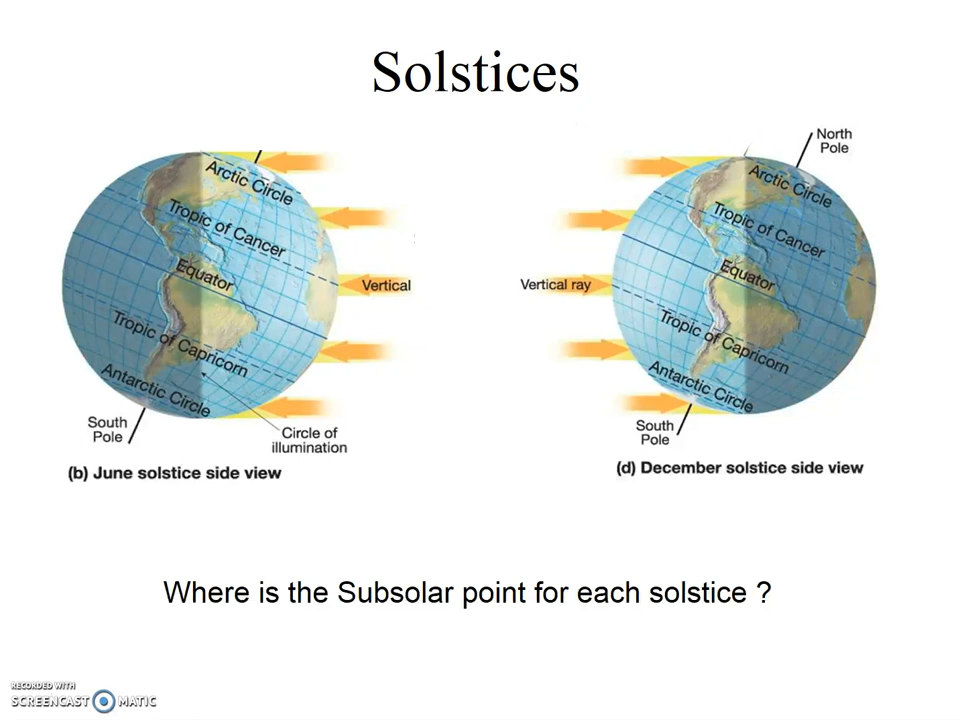 Solstices
Arctic Circle
Tropic of Cancer
Equator
Vertical
Tropic of Capricorn
Antarctic Circle
South
Pole
Circle of
illumination
(b) June solstice side view
North
Pole
Arctic Circle
Tropic of Cancer
Equator
Vertical ray
Tropic of Capricorn
Antarctic Circle
South
Pole
(d) December solstice side view
Where is the Subsolar point for each solstice ?
RECORDED WITH
SCREENCAST MATIC